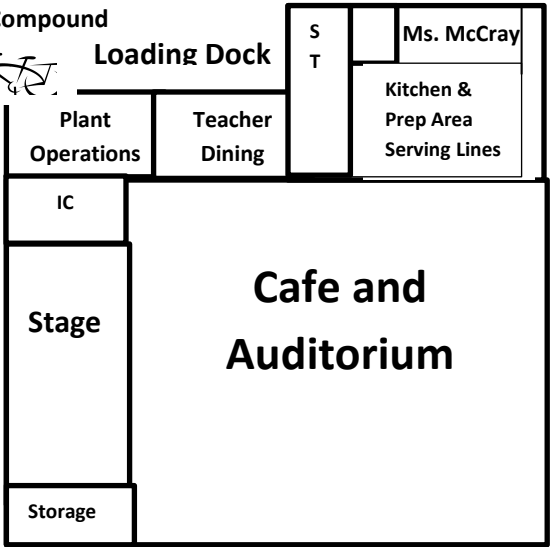 Compound
Loading Dock
S
T
Ms. McCray
Kitchen &
Prep Area
Serving Lines
Plant
Operations
Teacher
Dining
IC
Cafe and
Auditorium
Stage
Storage